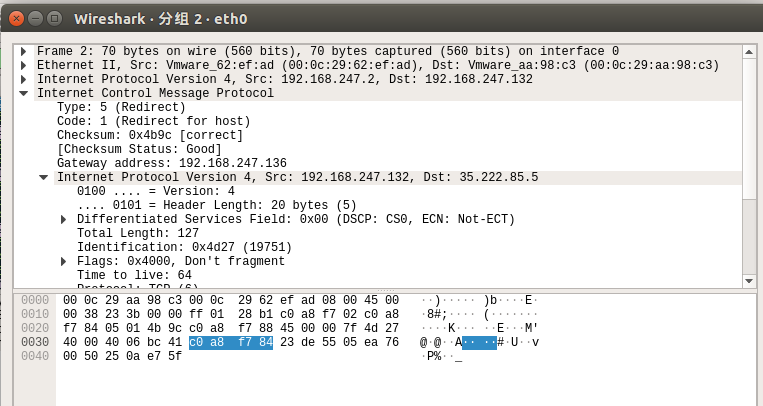 Wireshark · 分组 2 · eth0
Frame 2: 70 bytes on wire (560 bits), 70 bytes captured (560 bits) on interface 0
Ethernet II, Src: Vmware_62:ef:ad (00:0c:29:62:ef:ad), Dst: Vmware_aa:98:c3 (00:0c:29:aa:98:c3)
Internet Protocol Version 4, Src: 192.168.247.2, Dst: 192.168.247.132
Internet Control Message Protocol
Type: 5 (Redirect)
Code: 1 (Redirect for host)
Checksum: 0x4b9c [correct]
[Checksum Status: Good]
Gateway address: 192.168.247.136
Internet Protocol Version 4, Src: 192.168.247.132, Dst: 35.222.85.5
0100 .... = Version: 4
.... 0101 = Header Length: 20 bytes (5)
Differentiated Services Field: 0x00 (DSCP: CS0, ECN: Not-ECT)
Total Length: 127
Identification: 0x4d27 (19751)
Flags: 0x4000, Don't fragment
Time to live: 64
Protocol: TCP (6)
0000 00 0c 29 aa 98 c3 00 0c 29 62 ef ad 08 00 45 00 ··)····· )b····E·
0010 00 38 23 3b 00 00 ff 01 28 b1 c0 a8 f7 02 c0 a8 ·8#;···· (·······
0020 f7 84 05 01 4b 9c c0 a8 f7 88 45 00 00 7f 4d 27 ····K··· ··E···M'
0030 40 00 40 06 bc 41 c0 a8 f7 84 23 de 55 05 ea 76 @·@··A·· ··#·U··v
0040 00 50 25 0a e7 5f ·P%··_